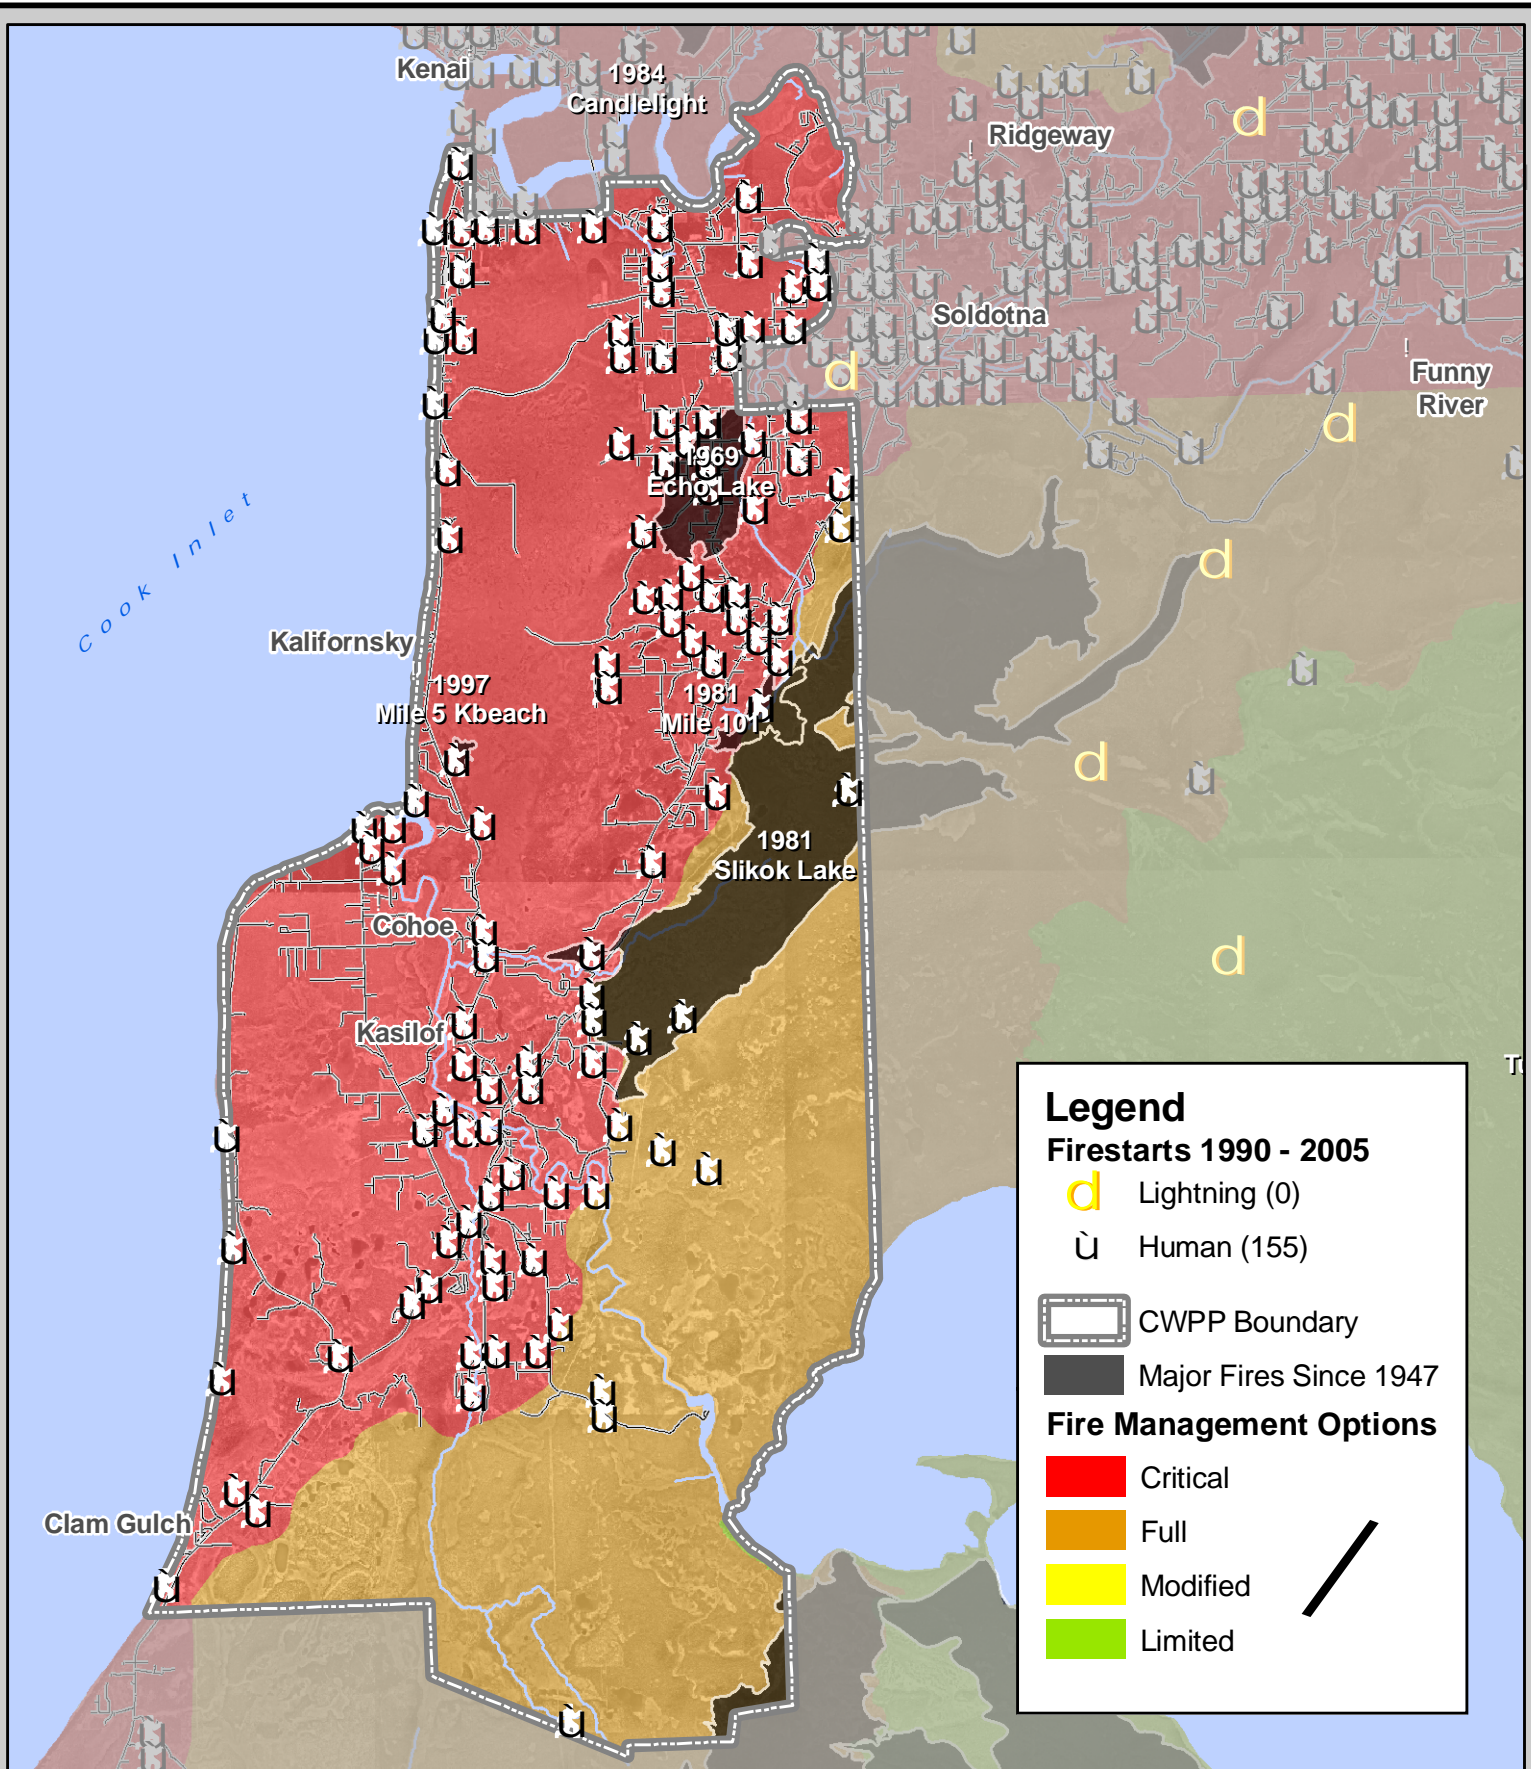 Kenai
1984
Candlelight
Ridgeway
Soldotna
Funny
River
1969
Echo Lake
Cook Inlet
Kalifornsky
1997
Mile 5 Kbeach
1981
Mile 101
1981
Slikok Lake
Cohoe
Kasilof
Clam Gulch
Legend
Firestarts 1990 - 2005
d Lightning (0)
ù Human (155)
CWPP Boundary
Major Fires Since 1947
Fire Management Options
Critical
Full
Modified
Limited